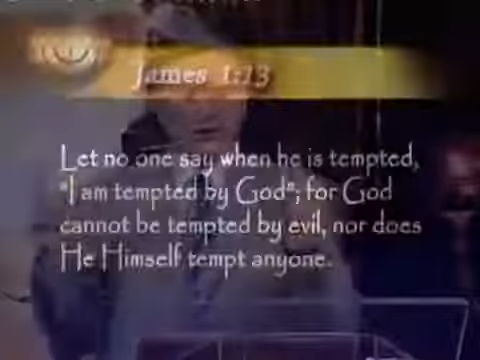 James 1:13
Let no one say when he is tempted,
"I am tempted by God"; for God
cannot be tempted by evil, nor does
He Himself tempt anyone.